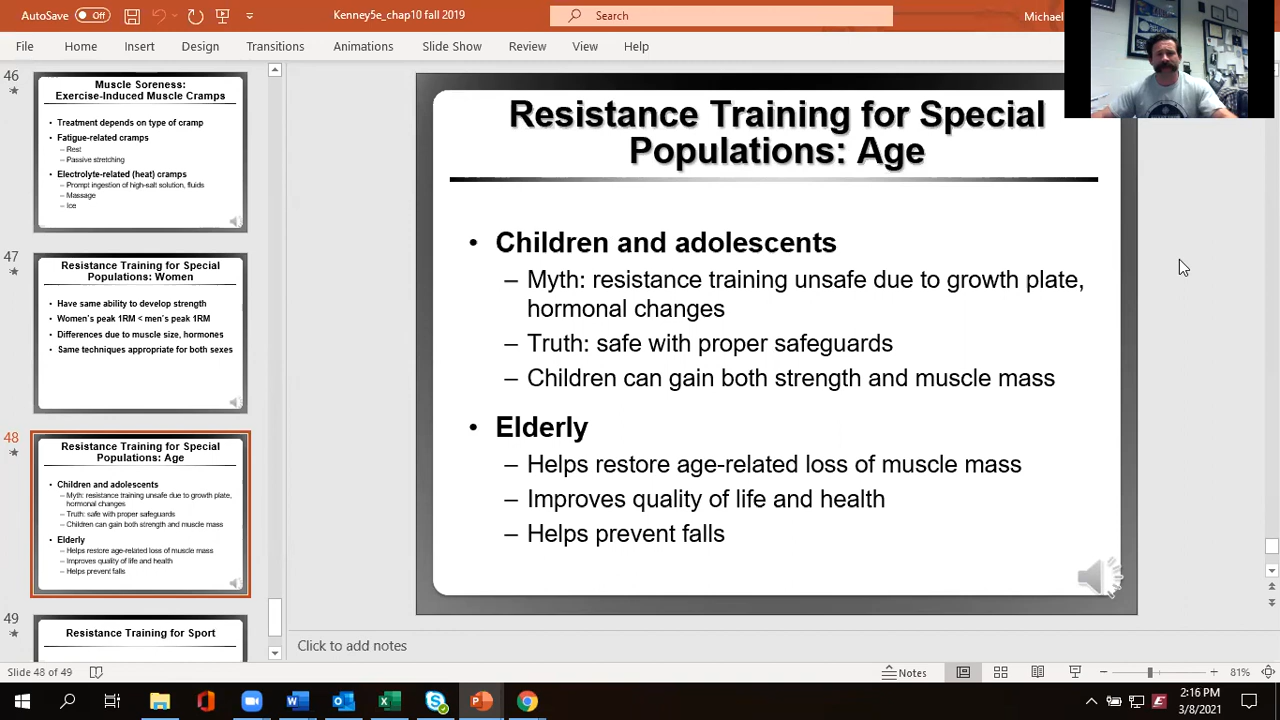 AutoSave Off
Kenney5e_chap10 fall 2019
Search
Michael
File Home Insert Design Transitions Animations Slide Show Review View Help
46
Muscle Soreness:
Exercise-Induced Muscle Cramps
• Treatment depends on type of cramp
• Fatigue-related cramps
– Rest
– Passive stretching
• Electrolyte-related (heat) cramps
– Prompt ingestion of high-salt solution, fluids
– Massage
– Ice
47
Resistance Training for Special
Populations: Women
• Have same ability to develop strength
• Women's peak 1RM < men's peak 1RM
• Differences due to muscle size, hormones
• Same techniques appropriate for both sexes
48
Resistance Training for Special
Populations: Age
• Children and adolescents
– Myth: resistance training unsafe due to growth plate,
hormonal changes
– Truth: safe with proper safeguards
– Children can gain both strength and muscle mass
• Elderly
– Helps restore age-related loss of muscle mass
– Improves quality of life and health
– Helps prevent falls
49
Resistance Training for Sport
Resistance Training for Special
Populations: Age
• Children and adolescents
– Myth: resistance training unsafe due to growth plate,
hormonal changes
– Truth: safe with proper safeguards
– Children can gain both strength and muscle mass
• Elderly
– Helps restore age-related loss of muscle mass
– Improves quality of life and health
– Helps prevent falls
Click to add notes
Slide 48 of 49
Notes
81%
2:16 PM
3/8/2021